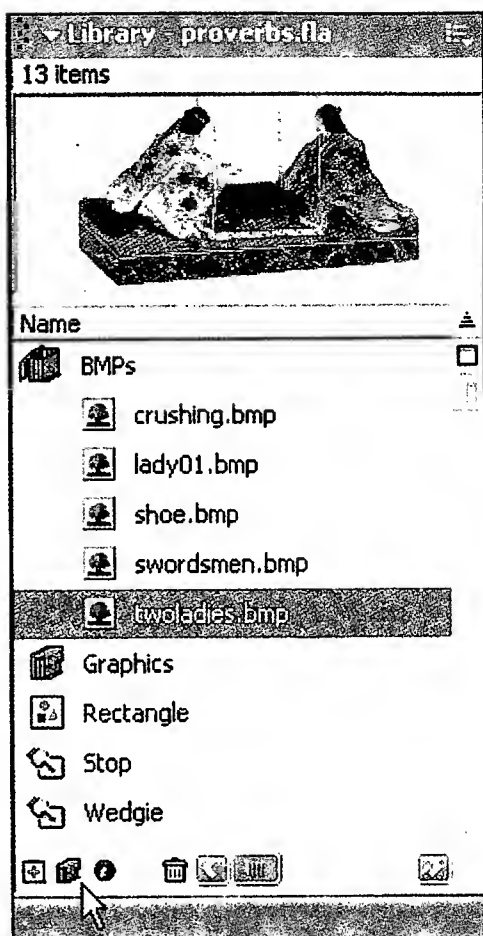 Library - proverbs.fla
13 items
Name
BMPs
crushing.bmp
lady01.bmp
shoe.bmp
swordsmen.bmp
twoladies.bmp
Graphics
Rectangle
Stop
Wedgie